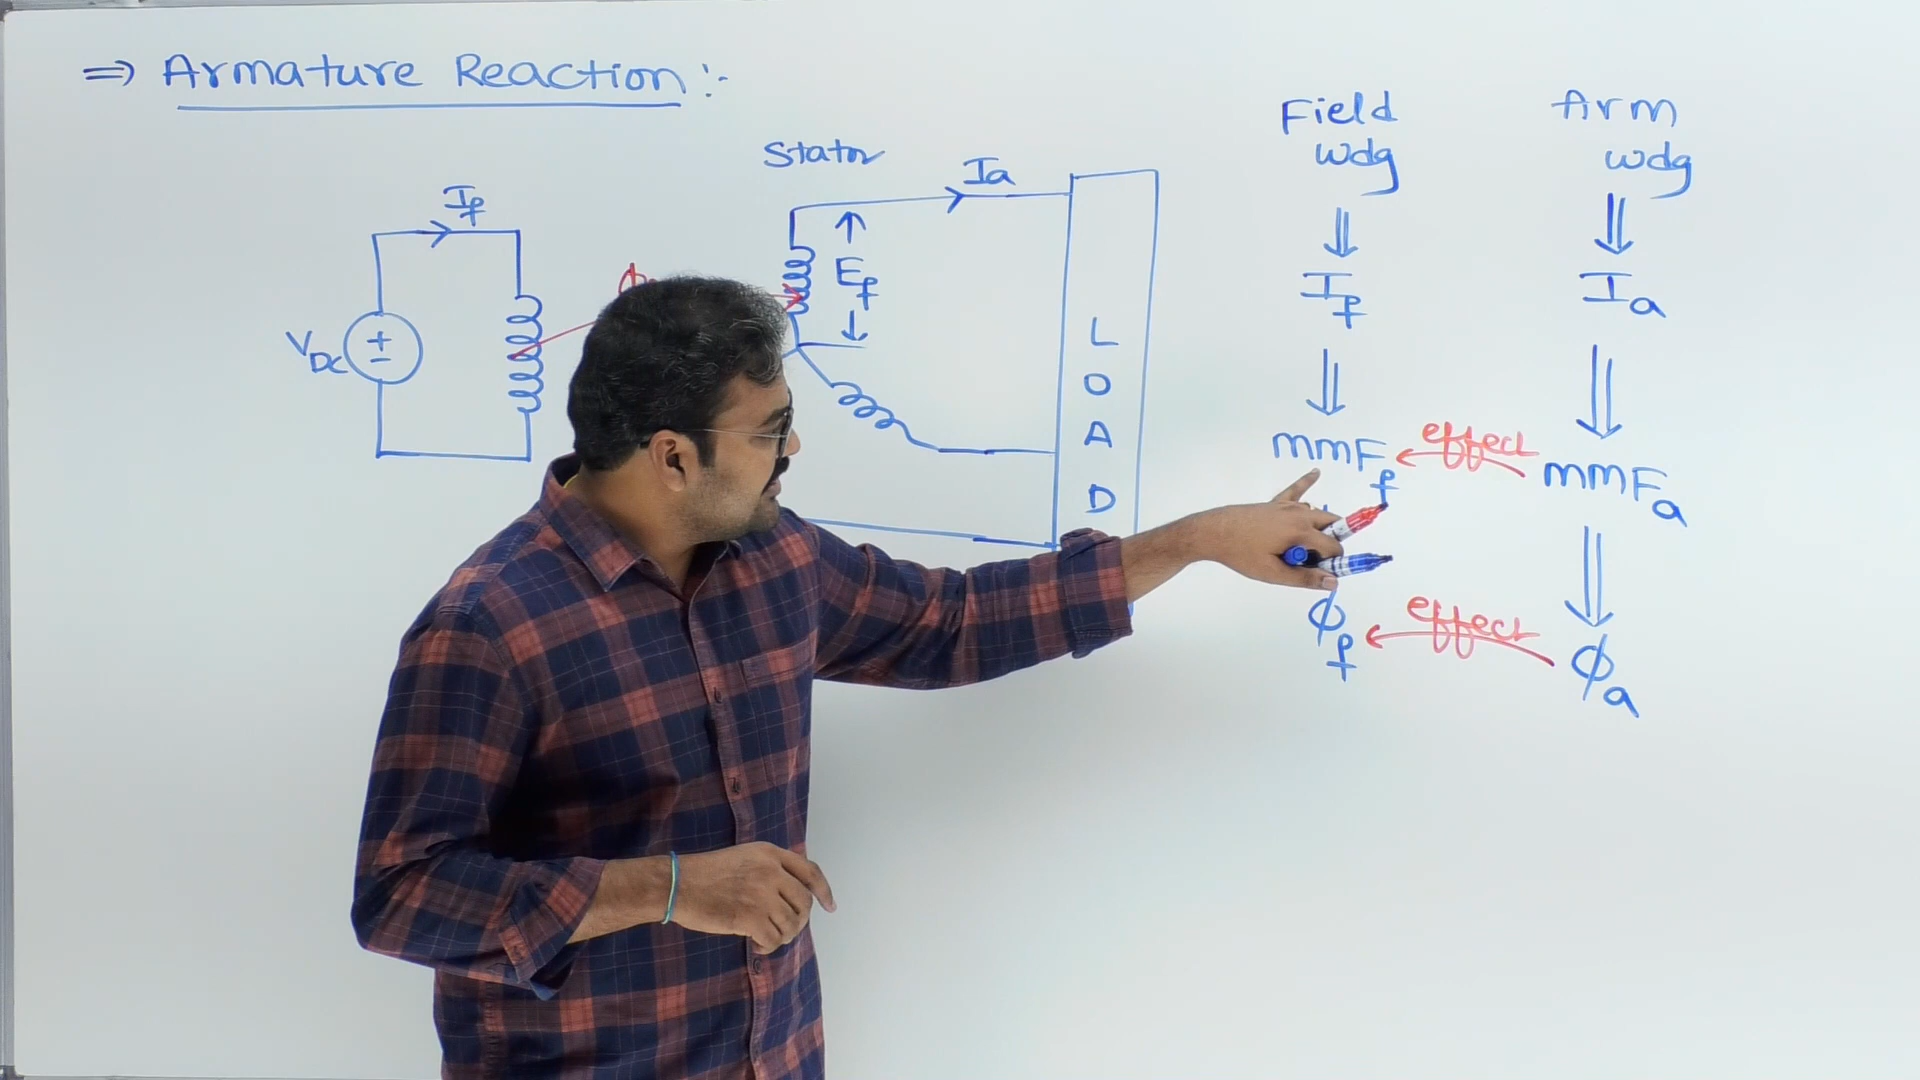 ⇒ Armature Reaction :-
Stator
If
Ia
Ef
VDC
+
-
LOAD
Field
wdg
⇓
If
⇓
mmFf
ϕf
Arm
wdg
⇓
Ia
⇓
mmFa
⇓
ϕa
effect
effect